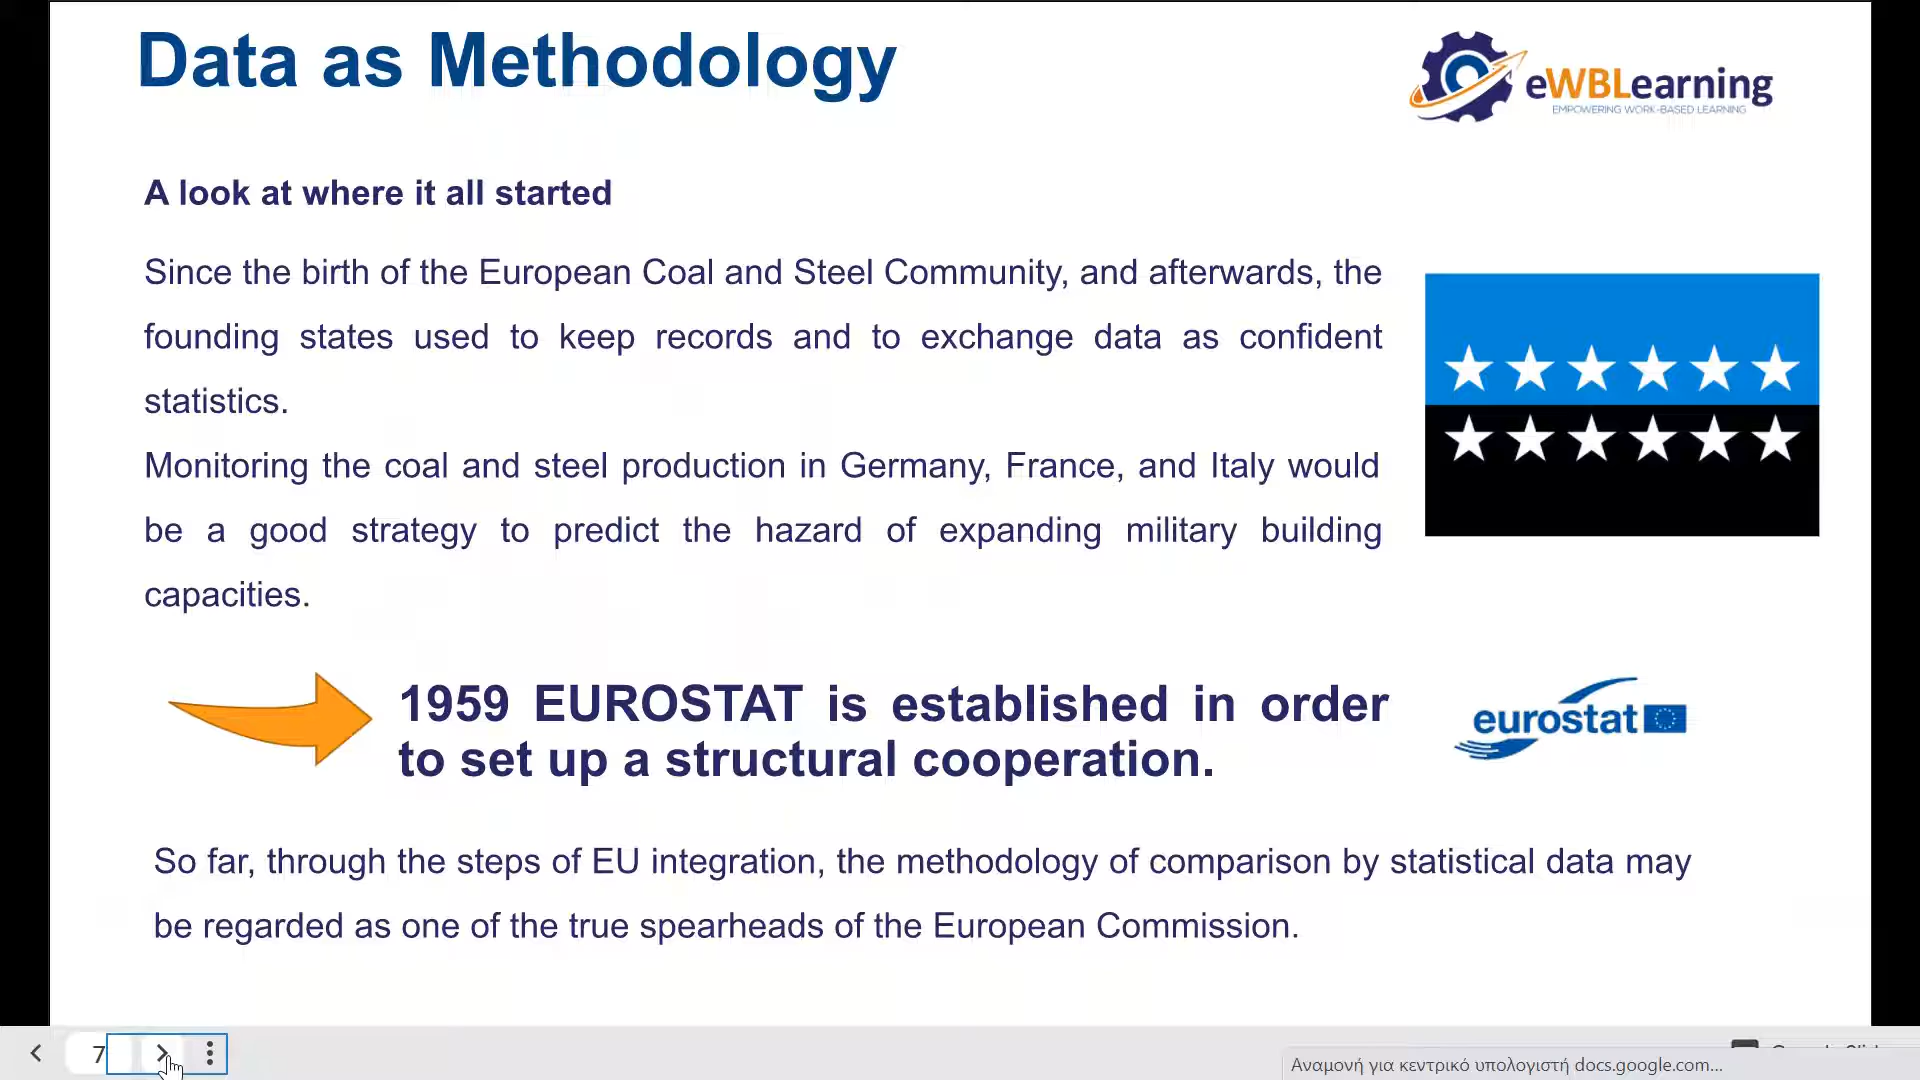 Data as Methodology
eWBLearning
EMPOWERING WORK-BASED LEARNING
A look at where it all started
Since the birth of the European Coal and Steel Community, and afterwards, the
founding states used to keep records and to exchange data as confident
statistics.
Monitoring the coal and steel production in Germany, France, and Italy would
be a good strategy to predict the hazard of expanding military building
capacities.
1959 EUROSTAT is established in order
to set up a structural cooperation.
eurostat
So far, through the steps of EU integration, the methodology of comparison by statistical data may
be regarded as one of the true spearheads of the European Commission.
7
Αναμονή για κεντρικό υπολογιστή docs.google.com...